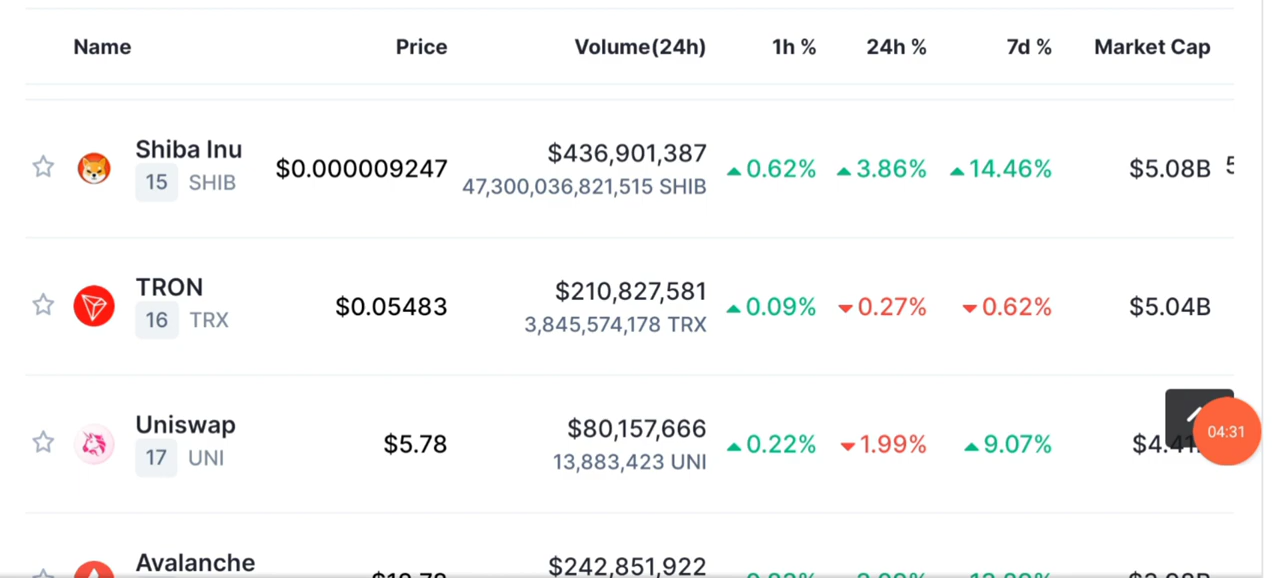 Name Price Volume(24h) 1h % 24h % 7d % Market Cap
Shiba Inu
15 SHIB
$0.000009247
$436,901,387
47,300,036,821,515 SHIB
0.62% 3.86% 14.46% $5.08B
TRON
16 TRX
$0.05483
$210,827,581
3,845,574,178 TRX
0.09% 0.27% 0.62% $5.04B
Uniswap
17 UNI
$5.78
$80,157,666
13,883,423 UNI
0.22% 1.99% 9.07%
04:31
Avalanche
$242,851,922